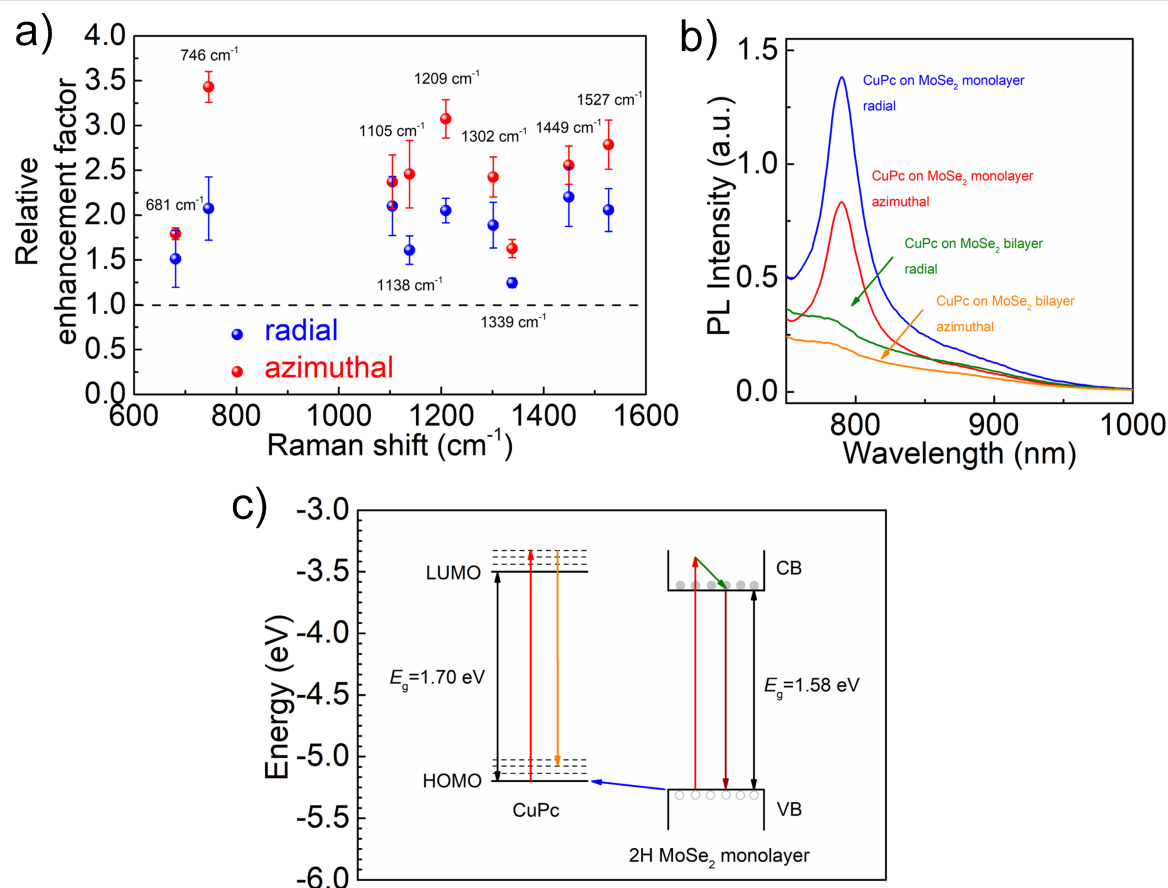 a)
4.0
3.5
3.0
2.5
2.0
1.5
1.0
0.5
0.0
Relative
enhancement factor
746 cm⁻¹
1209 cm⁻¹
1527 cm⁻¹
1105 cm⁻¹
1302 cm⁻¹
1449 cm⁻¹
681 cm⁻¹
1138 cm⁻¹
1339 cm⁻¹
radial
azimuthal
600
800
1000
1200
1400
1600
Raman shift (cm⁻¹)
b)
1.5
1.0
0.5
0.0
PL Intensity (a.u.)
CuPc on MoSe₂ monolayer
radial
CuPc on MoSe₂ monolayer
azimuthal
CuPc on MoSe₂ bilayer
radial
CuPc on MoSe₂ bilayer
azimuthal
800
900
1000
Wavelength (nm)
c)
-3.0
-3.5
-4.0
-4.5
-5.0
-5.5
-6.0
Energy (eV)
LUMO
CB
Eg=1.70 eV
Eg=1.58 eV
HOMO
CuPc
VB
2H MoSe₂ monolayer